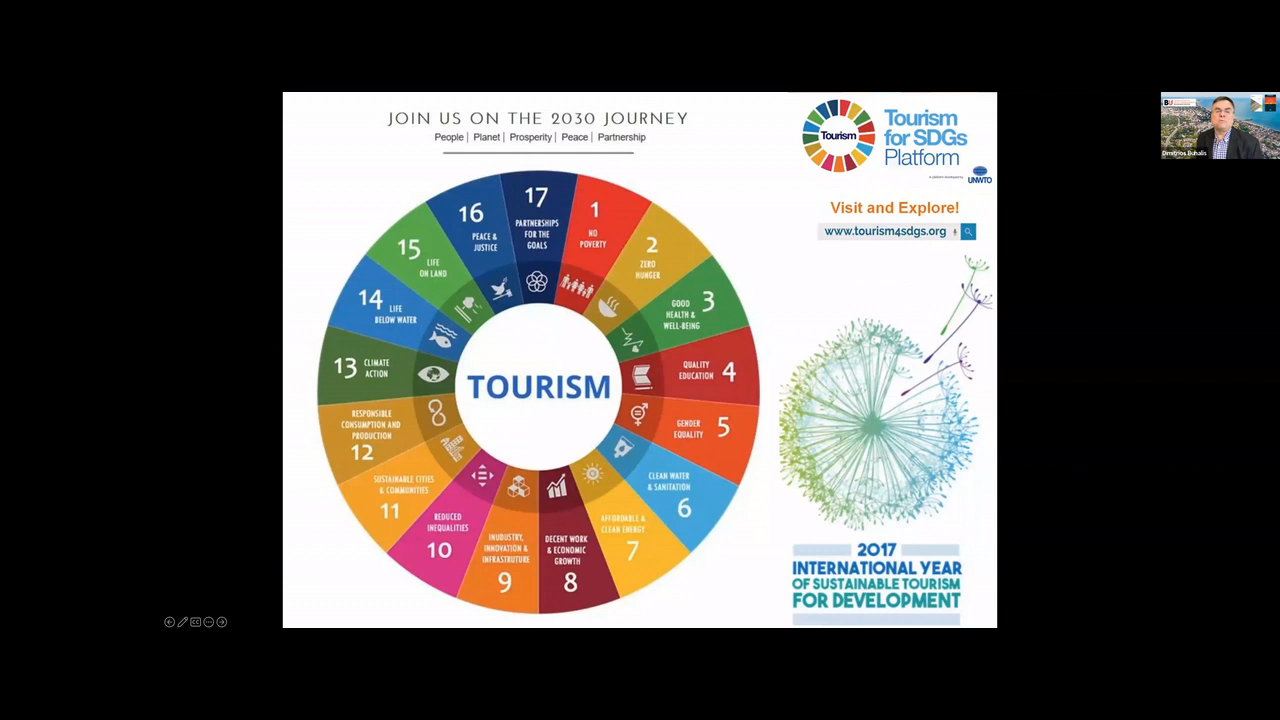 JOIN US ON THE 2030 JOURNEY
People | Planet | Prosperity | Peace | Partnership
Tourism
Tourism
for SDGs
Platform
UNWTO
Visit and Explore!
www.tourism4sdgs.org
BU
Dimitrios Buhalis
17
PARTNERSHIPS
FOR THE
GOALS
1
NO
POVERTY
2
ZERO
HUNGER
GOOD
HEALTH &
WELL-BEING
3
QUALITY
EDUCATION
4
GENDER
EQUALITY
5
CLEAN WATER
& SANITATION
6
AFFORDABLE &
CLEAN ENERGY
7
DECENT WORK
& ECONOMIC
GROWTH
8
INUDUSTRY,
INNOVATION &
INFRASTRUTURE
9
REDUCED
INEQUALITIES
10
SUSTAINABLE CITIES
& COMMUNITIES
11
RESPONSIBLE
CONSUMPTION AND
PRODUCTION
12
13
CLIMATE
ACTION
14
LIFE
BELOW WATER
15
LIFE
ON LAND
16
PEACE &
JUSTICE
TOURISM
2017
INTERNATIONAL YEAR
OF SUSTAINABLE TOURISM
FOR DEVELOPMENT
CC